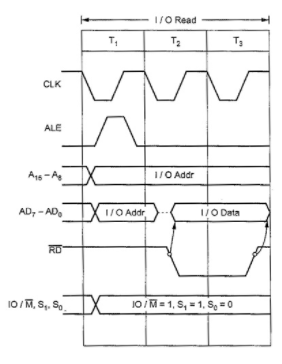 I / O Read
T₁ T₂ T₃
CLK
ALE
A₁₅ – A₈ I / O Addr
AD₇ – AD₀ I / O Addr I / O Data
R̅D̅
IO / M̅, S₁, S₀ IO / M̅ = 1, S₁ = 1, S₀ = 0